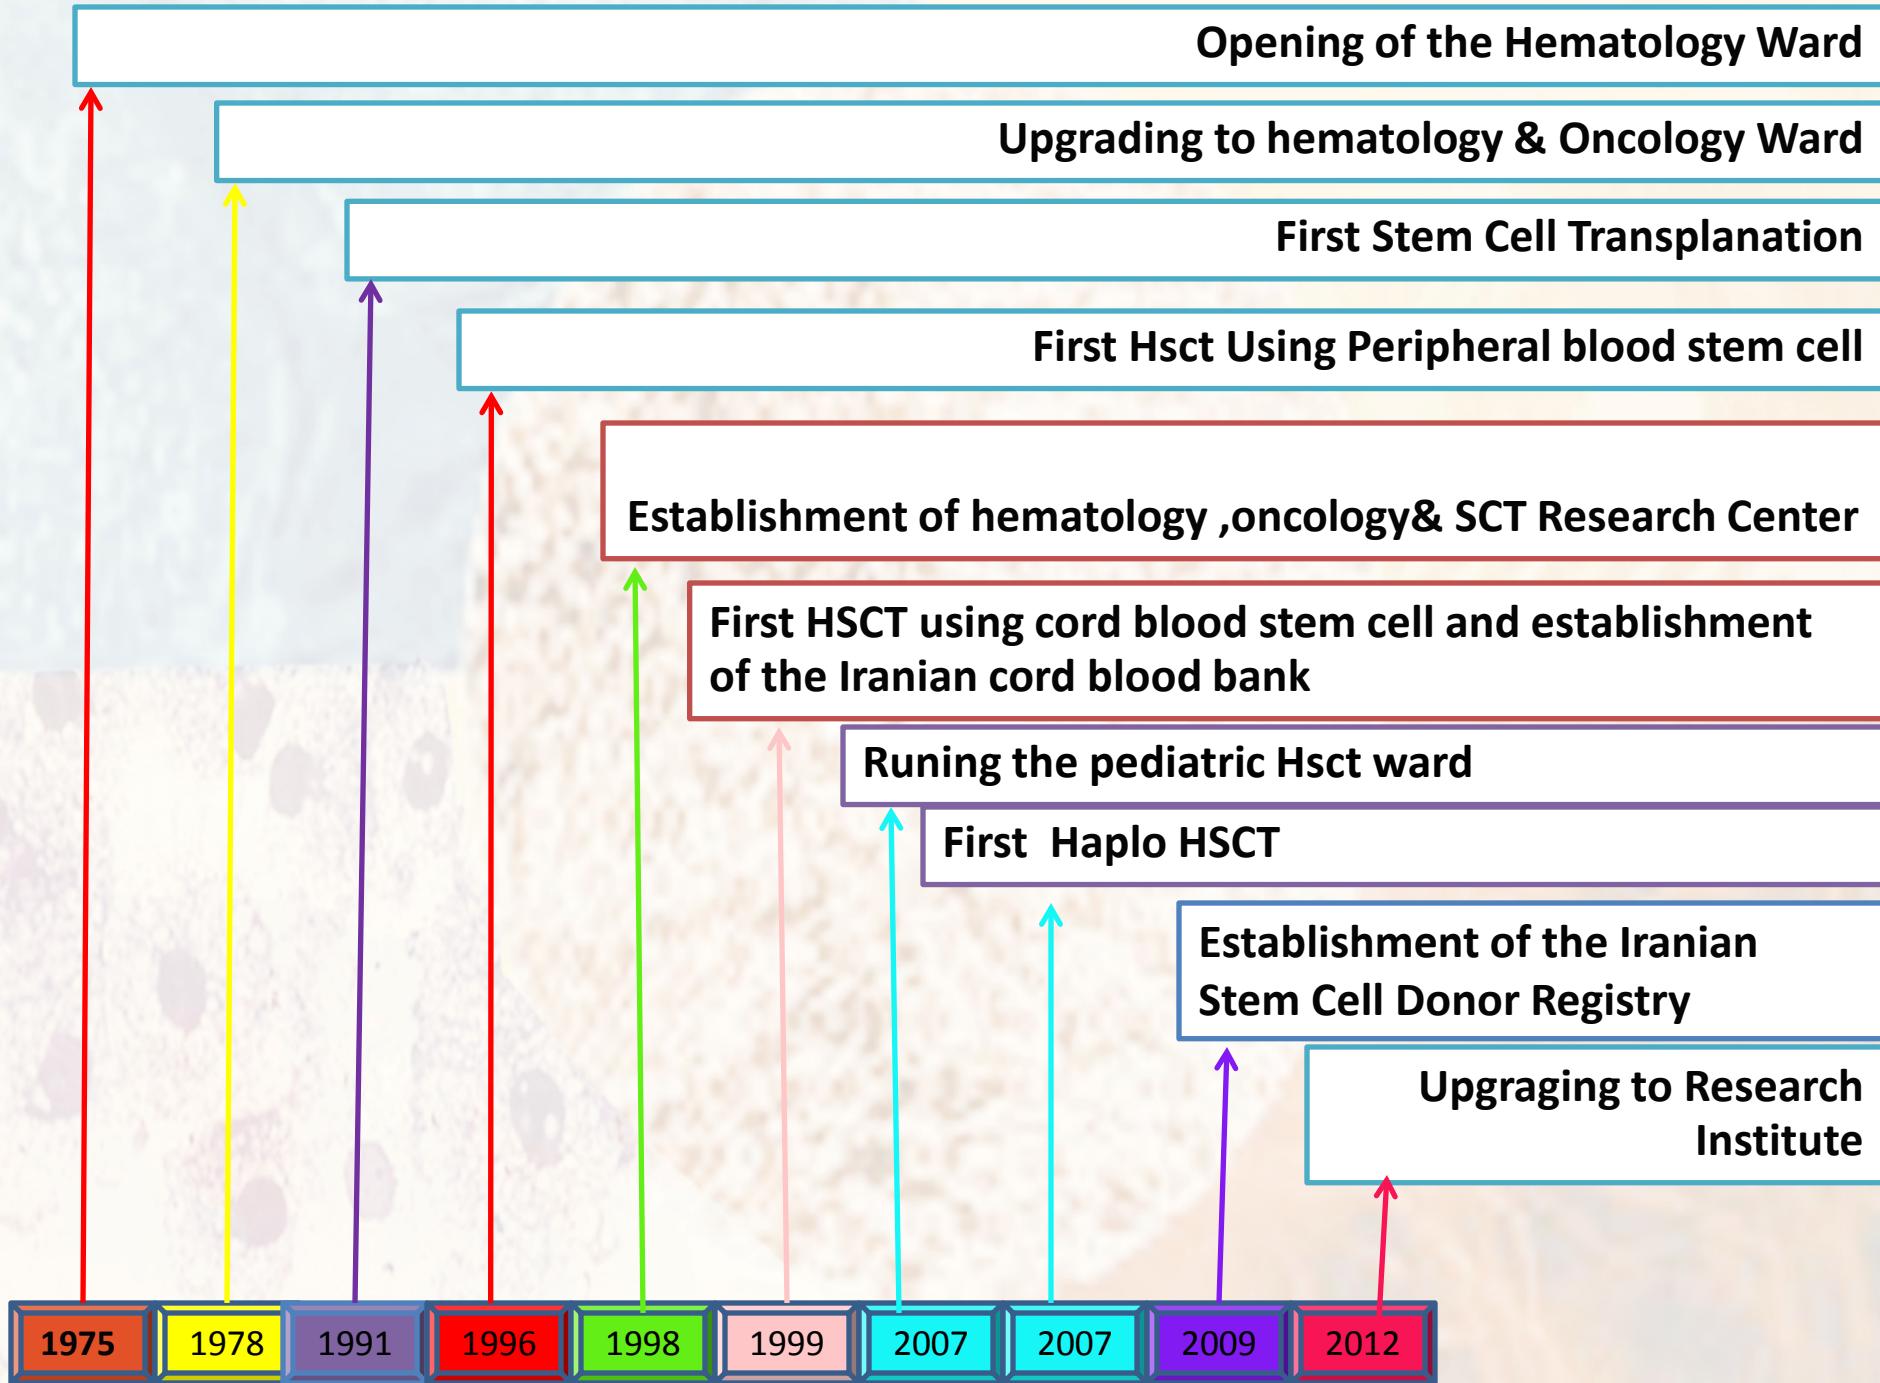 Opening of the Hematology Ward
Upgrading to hematology & Oncology Ward
First Stem Cell Transplanation
First Hsct Using Peripheral blood stem cell
Establishment of hematology ,oncology& SCT Research Center
First HSCT using cord blood stem cell and establishment
of the Iranian cord blood bank
Runing the pediatric Hsct ward
First Haplo HSCT
Establishment of the Iranian
Stem Cell Donor Registry
Upgraging to Research
Institute
1975 1978 1991 1996 1998 1999 2007 2007 2009 2012